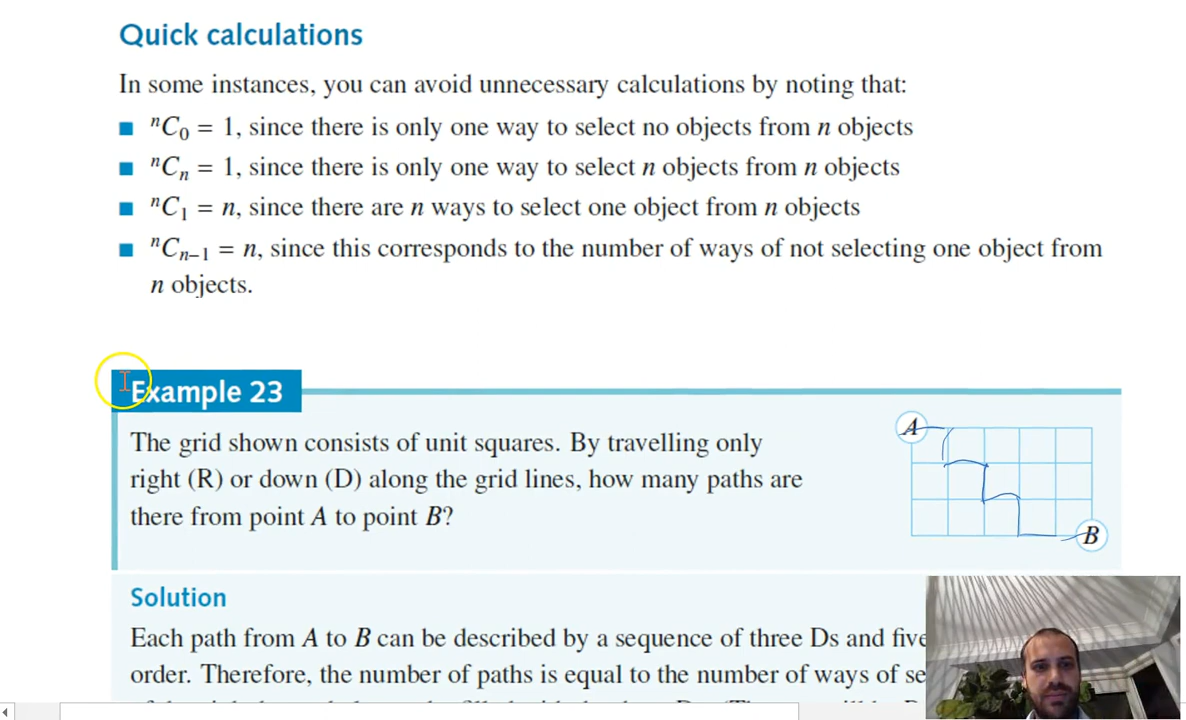 Quick calculations
In some instances, you can avoid unnecessary calculations by noting that:
■ ⁿC₀ = 1, since there is only one way to select no objects from n objects
■ ⁿCₙ = 1, since there is only one way to select n objects from n objects
■ ⁿC₁ = n, since there are n ways to select one object from n objects
■ ⁿCₙ₋₁ = n, since this corresponds to the number of ways of not selecting one object from
n objects.
Example 23
The grid shown consists of unit squares. By travelling only
right (R) or down (D) along the grid lines, how many paths are
there from point A to point B?
A
B
Solution
Each path from A to B can be described by a sequence of three Ds and five
order. Therefore, the number of paths is equal to the number of ways of se